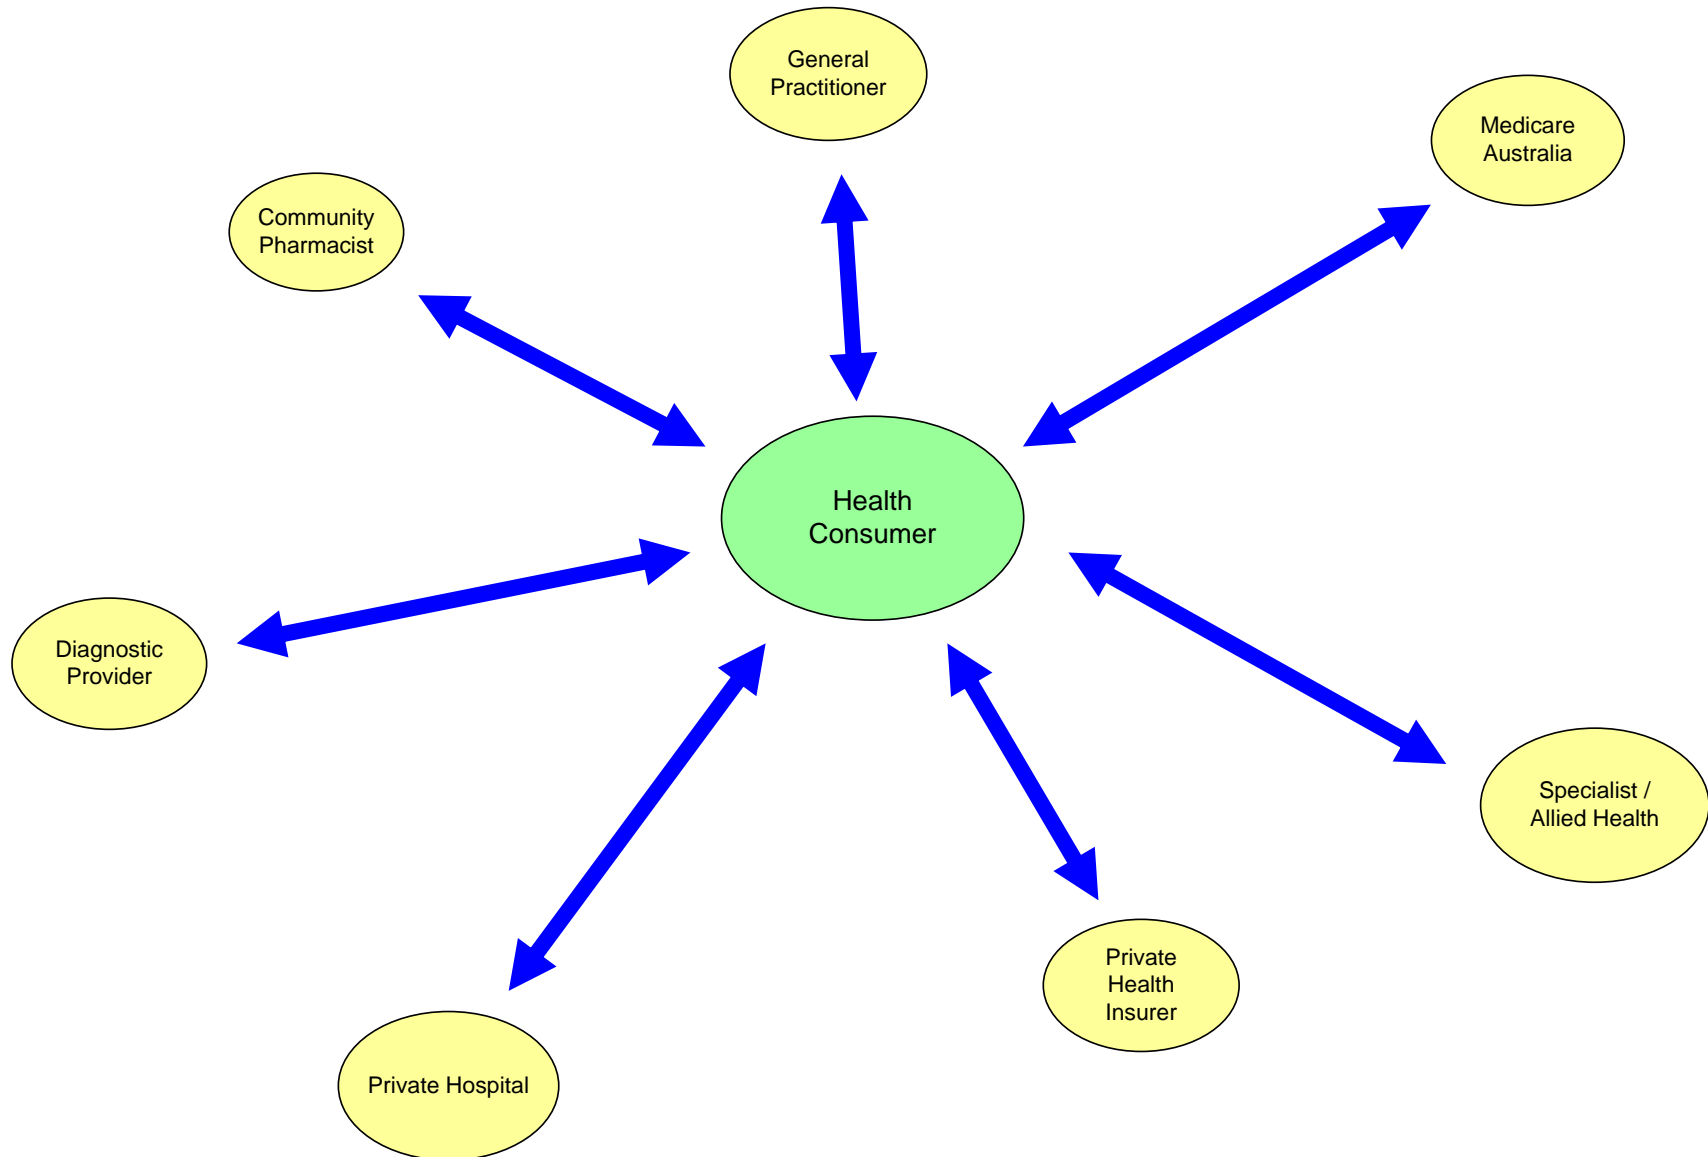 General
Practitioner
Medicare
Australia
Community
Pharmacist
Health
Consumer
Diagnostic
Provider
Specialist /
Allied Health
Private
Health
Insurer
Private Hospital